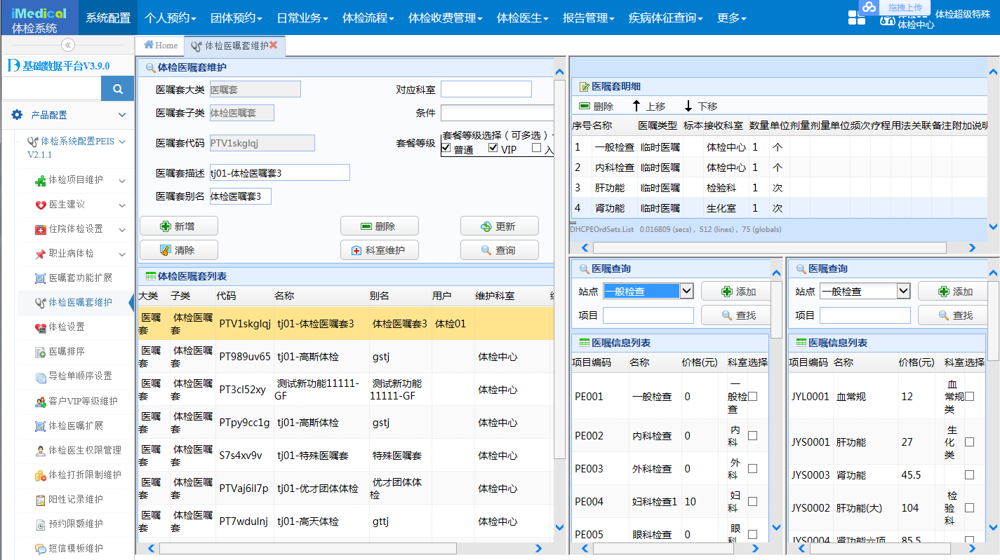 iMedical
体检系统
系统配置 个人预约 团体预约 日常业务 体检流程 体检收费管理 体检医生 报告管理 疾病体征查询 更多
拖拽上传
体检中心
体检超级特殊
Home 体检医嘱套维护
基础数据平台V3.9.0
产品配置
体检系统配置PEIS
V2.1.1
体检项目维护
医生建议
住院体检设置
职业病体检
医嘱套功能扩展
体检医嘱套维护
体检设置
医嘱排序
导检单顺序设置
客户VIP等级维护
体检医嘱扩展
体检医生权限管理
体检打折限制维护
阳性记录维护
预约限额维护
短信模板维护
体检医嘱套维护
医嘱套大类 医嘱套 对应科室
医嘱套子类 体检医嘱套 条件
医嘱套代码 PTV1skglqj 套餐等级 套餐等级选择（可多选）
普通 VIP 入
医嘱套描述 tj01-体检医嘱套3
医嘱套别名 体检医嘱套3
新增 删除 更新
清除 科室维护 查询
体检医嘱套列表
大类 子类 代码 名称 别名 用户 维护科室
医嘱套 体检医嘱套 PTV1skglqj tj01-体检医嘱套3 体检医嘱套3 体检01
医嘱套 体检医嘱套 PT989uv65 tj01-高斯体检 gstj 体检中心
医嘱套 体检医嘱套 PT3cl52xy 测试新功能11111-GF 测试新功能11111-GF 体检中心
医嘱套 体检医嘱套 PTpy9cc1g tj01-高斯体检 gstj 体检中心
医嘱套 体检医嘱套 S7s4xv9v tj01-特殊医嘱套 特殊医嘱套 体检中心
医嘱套 体检医嘱套 PTVaj6il7p tj01-优才团体体检 优才团体体检 体检中心
医嘱套 体检医嘱套 PT7wdulnj tj01-高天体检 gttj 体检中心
医嘱套明细
删除 上移 下移
序号 名称 医嘱类型 标本 接收科室 数量 单位 剂量 剂量单位 频次 疗程 用法 关联 备注 附加说明
1 一般检查 临时医嘱 体检中心 1 个
2 内科检查 临时医嘱 体检中心 1 个
3 肝功能 临时医嘱 检验科 1 次
4 肾功能 临时医嘱 生化室 1 次
DHCPEOrdSets.List 0.016809 (secs) , 512 (lines) , 75 (globals)
医嘱查询
站点 一般检查 添加
项目 查找
医嘱信息列表
项目编码 名称 价格(元) 科室 选择
PE001 一般检查 0 一般检查
PE002 内科检查 0 内科
PE003 外科检查 0 外科
PE004 妇科检查1 10 妇科
PE005 眼科检查 0 眼科
医嘱查询
站点 一般检查 添加
项目 查找
医嘱信息列表
项目编码 名称 价格(元) 科室 选择
JYL0001 血常规 12 血常规类
JYS0001 肝功能 27 生化类
JYS0003 肾功能 45.5
JYS0002 肝功能(大) 104 检验科
JYS0004 肾功能六项 85.5